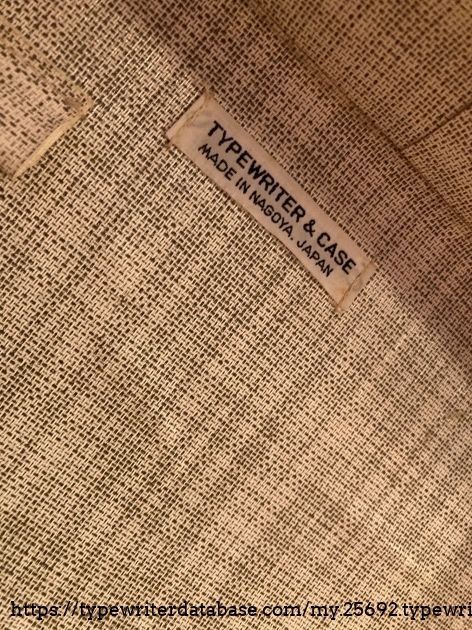 TYPEWRITER & CASE
MADE IN NAGOYA, JAPAN
https://typewriterdatabase.com/my.25692.typewri